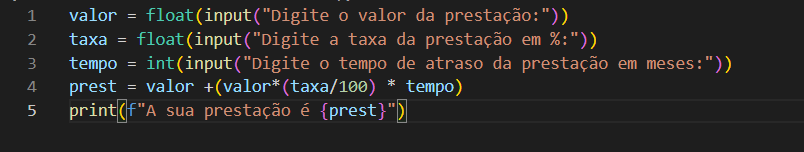 1 valor = float(input("Digite o valor da prestação:"))
2 taxa = float(input("Digite a taxa da prestação em %:"))
3 tempo = int(input("Digite o tempo de atraso da prestação em meses:"))
4 prest = valor +(valor*(taxa/100) * tempo)
5 print(f"A sua prestação é {prest}")